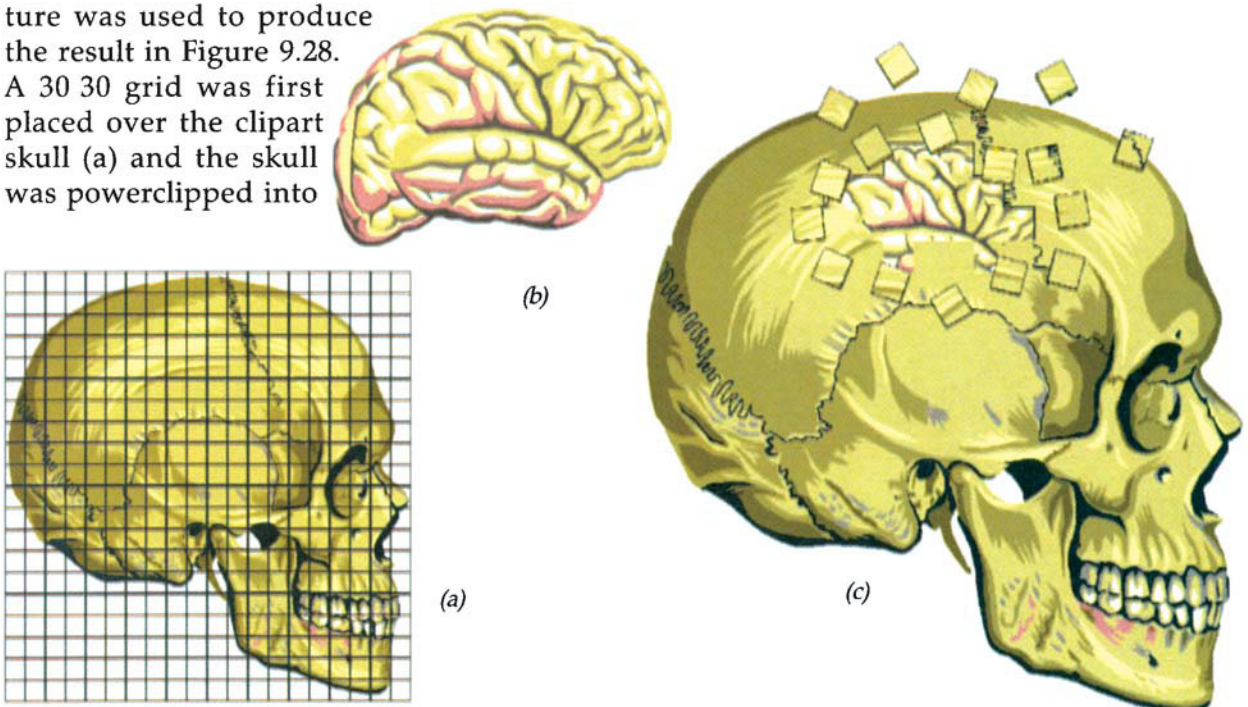 ture was used to produce
the result in Figure 9.28.
A 30 30 grid was first
placed over the clipart
skull (a) and the skull
was powerclipped into
(b)
(a)
(c)